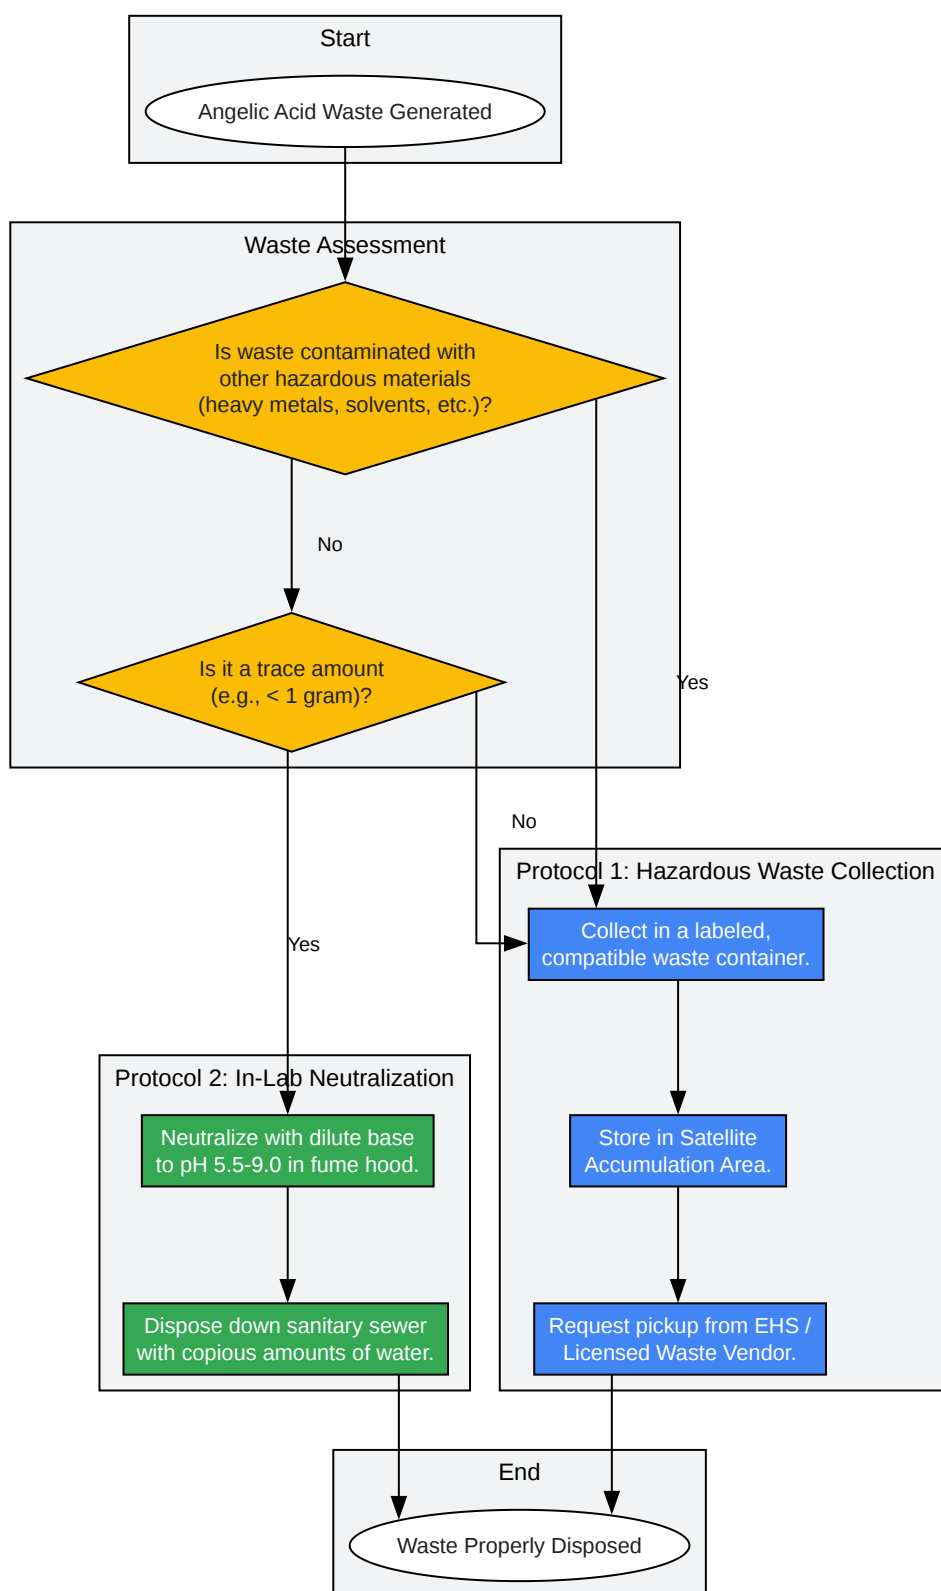 Start
Angelic Acid Waste Generated
Waste Assessment
Is waste contaminated with
other hazardous materials
(heavy metals, solvents, etc.)?
No
Is it a trace amount
(e.g., < 1 gram)?
Yes
No
Protocol 1: Hazardous Waste Collection
Collect in a labeled,
compatible waste container.
Yes
Protocol 2: In-Lab Neutralization
Neutralize with dilute base
to pH 5.5-9.0 in fume hood.
Store in Satellite
Accumulation Area.
Dispose down sanitary sewer
with copious amounts of water.
Request pickup from EHS /
Licensed Waste Vendor.
End
Waste Properly Disposed